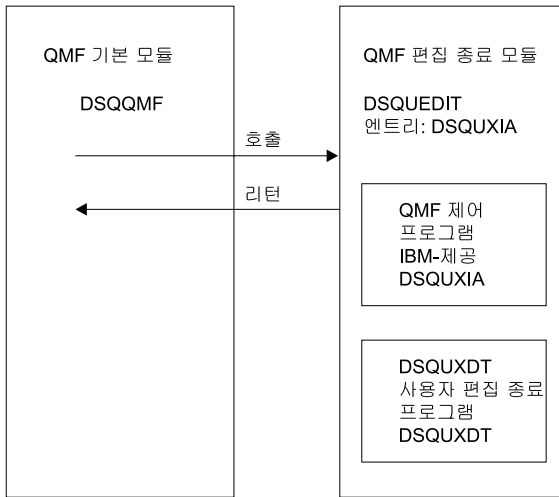 QMF 기본 모듈
DSQQMF
호출
리턴
QMF 편집 종료 모듈
DSQUEDIT
엔트리: DSQUXIA
QMF 제어
프로그램
IBM-제공
DSQUXIA
DSQUXDT
사용자 편집 종료
프로그램
DSQUXDT